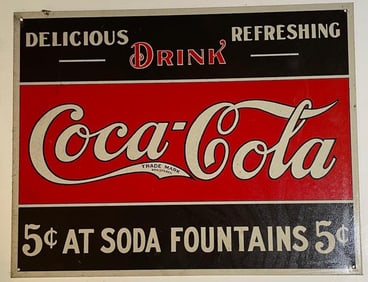 DELICIOUS REFRESHING
DRINK
Coca-Cola
TRADE MARK
5¢ AT SODA FOUNTAINS 5¢